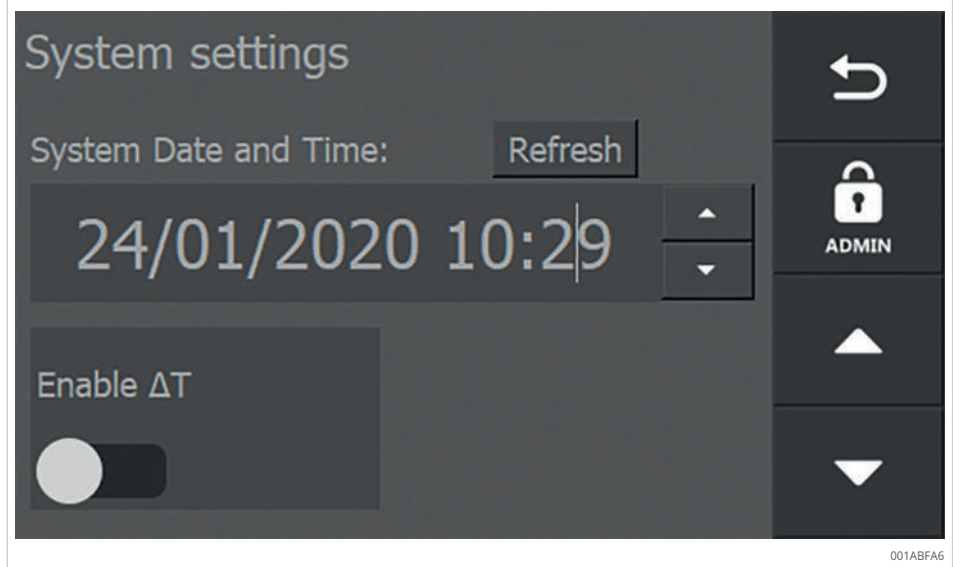 System settings
System Date and Time:
Refresh
24/01/2020 10:29
ADMIN
Enable ΔT
001ABFA6